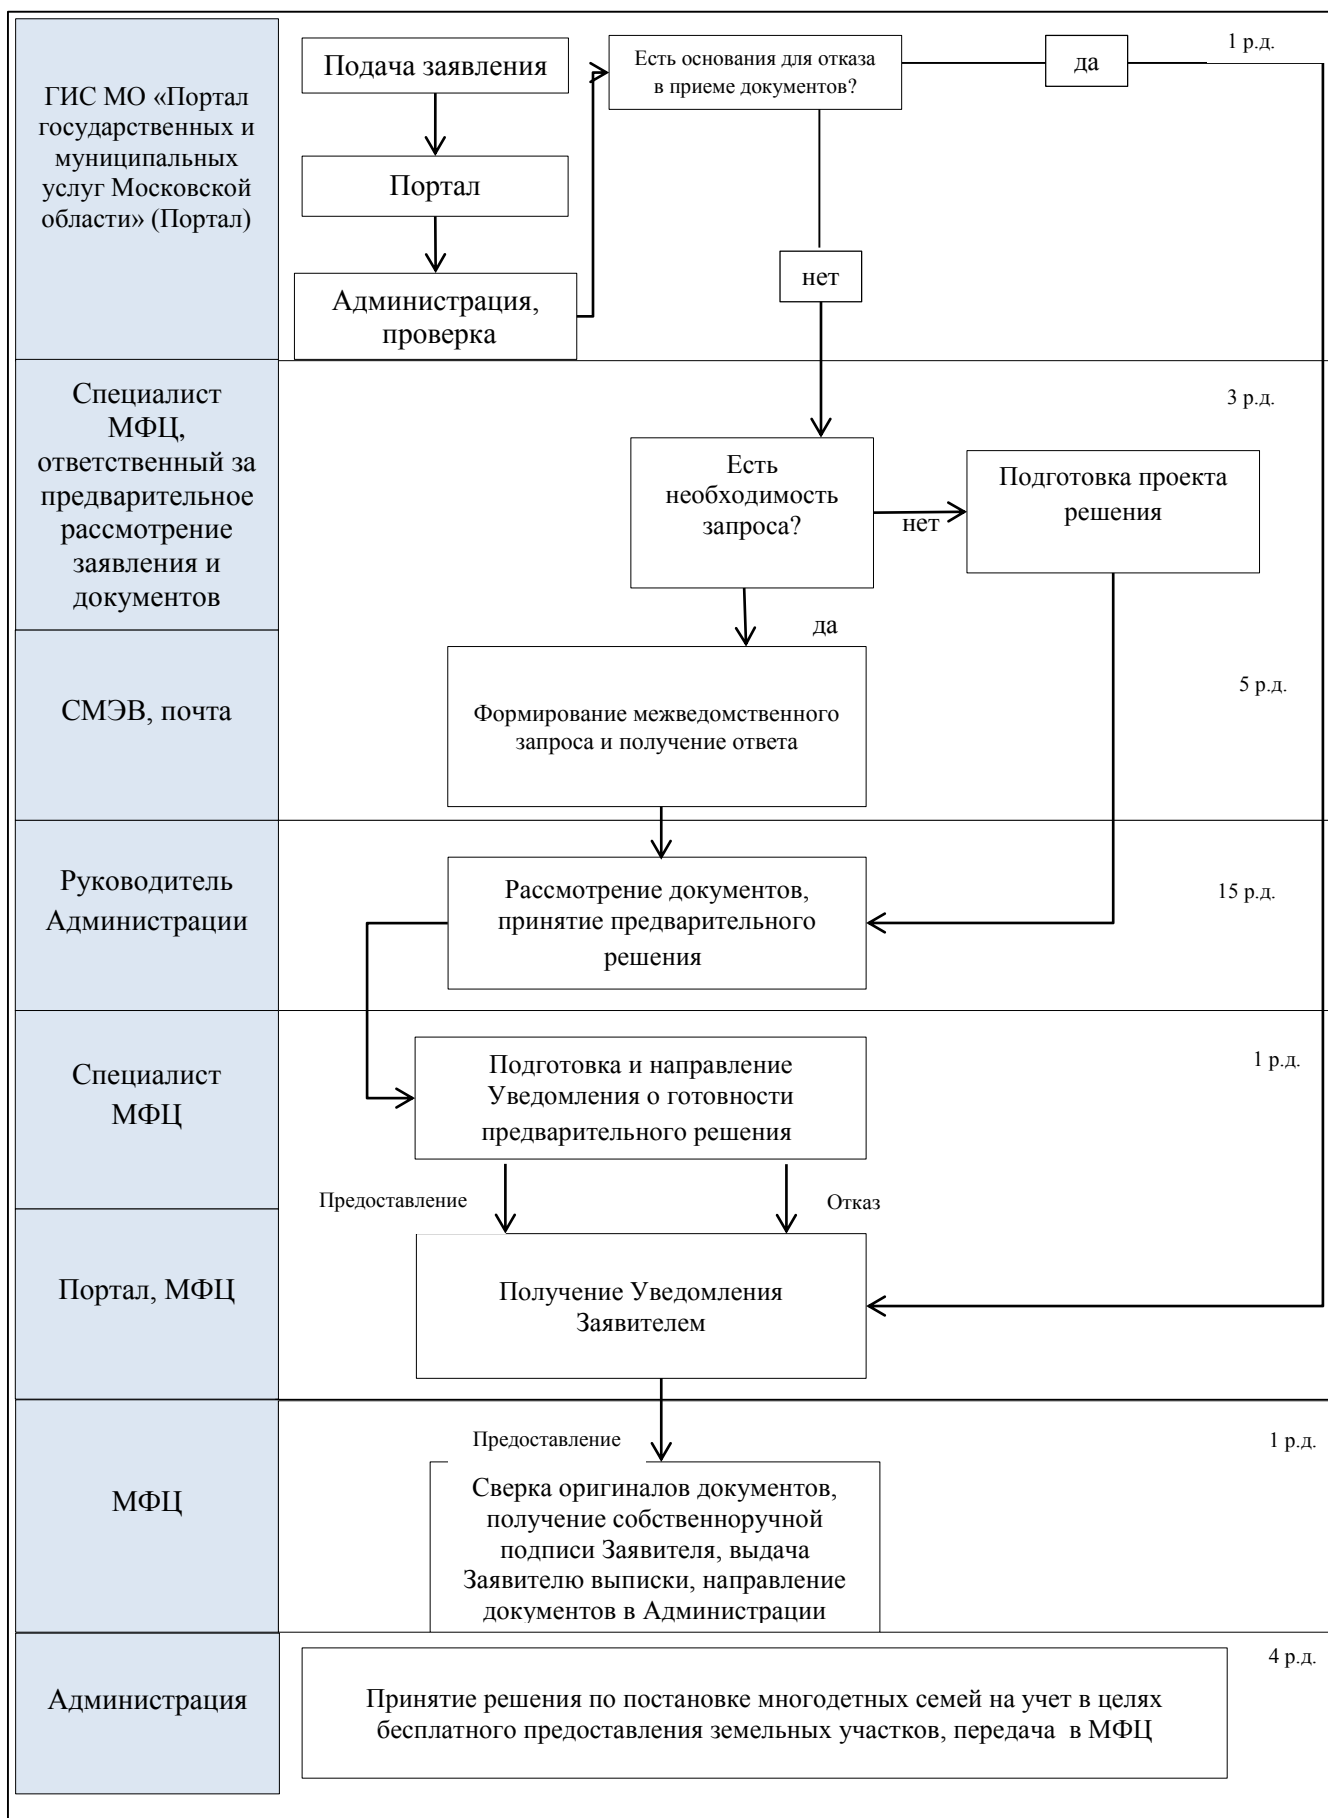 ГИС МО «Портал
государственных и
муниципальных
услуг Московской
области» (Портал)
Подача заявления
Портал
Администрация,
проверка
Есть основания для отказа
в приеме документов?
да
1 р.д.
нет
Специалист
МФЦ,
ответственный за
предварительное
рассмотрение
заявления и
документов
3 р.д.
Есть
необходимость
запроса?
нет
Подготовка проекта
решения
да
СМЭВ, почта
5 р.д.
Формирование межведомственного
запроса и получение ответа
Руководитель
Администрации
Рассмотрение документов,
принятие предварительного
решения
15 р.д.
Специалист
МФЦ
Подготовка и направление
Уведомления о готовности
предварительного решения
1 р.д.
Предоставление
Отказ
Портал, МФЦ
Получение Уведомления
Заявителем
МФЦ
Предоставление
1 р.д.
Сверка оригиналов документов,
получение собственноручной
подписи Заявителя, выдача
Заявителю выписки, направление
документов в Администрации
Администрация
4 р.д.
Принятие решения по постановке многодетных семей на учет в целях
бесплатного предоставления земельных участков, передача  в МФЦ